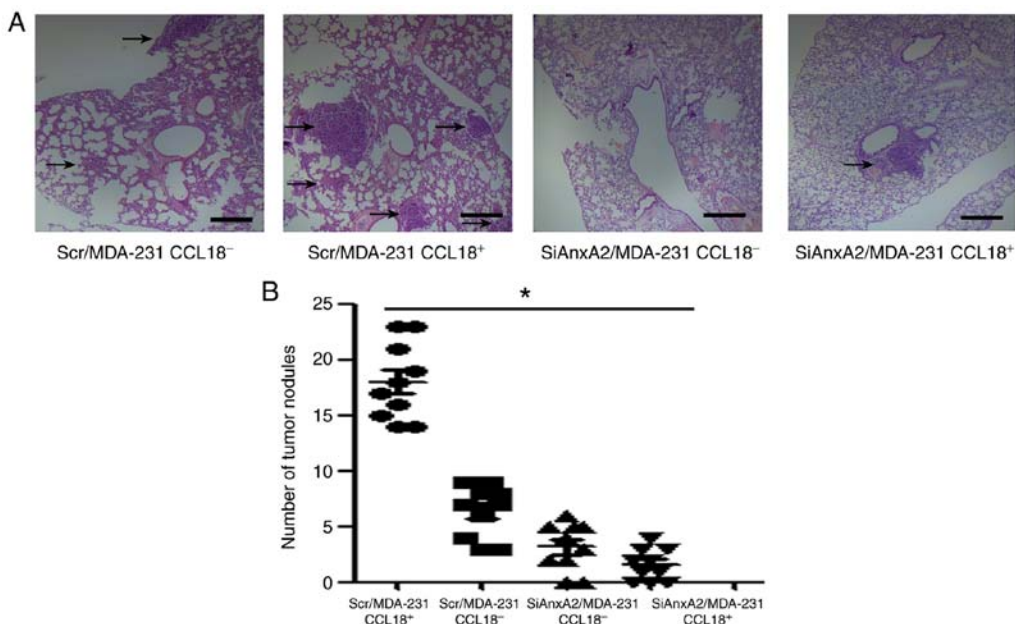 A
Scr/MDA-231 CCL18⁻
Scr/MDA-231 CCL18⁺
SiAnxA2/MDA-231 CCL18⁻
SiAnxA2/MDA-231 CCL18⁺
B
*
Number of tumor nodules
25
20
15
10
5
0
Scr/MDA-231
CCL18⁺
Scr/MDA-231
CCL18⁻
SiAnxA2/MDA-231
CCL18⁻
SiAnxA2/MDA-231
CCL18⁺